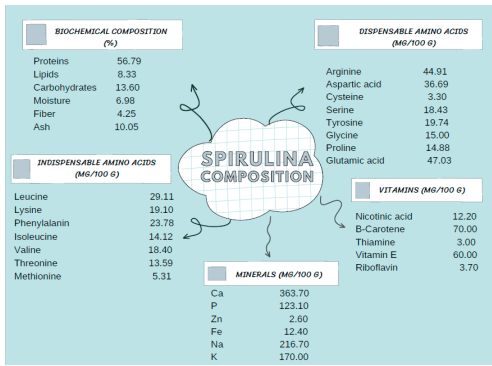 BIOCHEMICAL COMPOSITION
(%)
Proteins 56.79
Lipids 8.33
Carbohydrates 13.60
Moisture 6.98
Fiber 4.25
Ash 10.05
DISPENSABLE AMINO ACIDS
(MG/100 G)
Arginine 44.91
Aspartic acid 36.69
Cysteine 3.30
Serine 18.43
Tyrosine 19.74
Glycine 15.00
Proline 14.88
Glutamic acid 47.03
SPIRULINA
COMPOSITION
INDISPENSABLE AMINO ACIDS
(MG/100 G)
Leucine 29.11
Lysine 19.10
Phenylalanin 23.78
Isoleucine 14.12
Valine 18.40
Threonine 13.59
Methionine 5.31
VITAMINS (MG/100 G)
Nicotinic acid 12.20
B-Carotene 70.00
Thiamine 3.00
Vitamin E 60.00
Riboflavin 3.70
MINERALS (MG/100 G)
Ca 363.70
P 123.10
Zn 2.60
Fe 12.40
Na 216.70
K 170.00